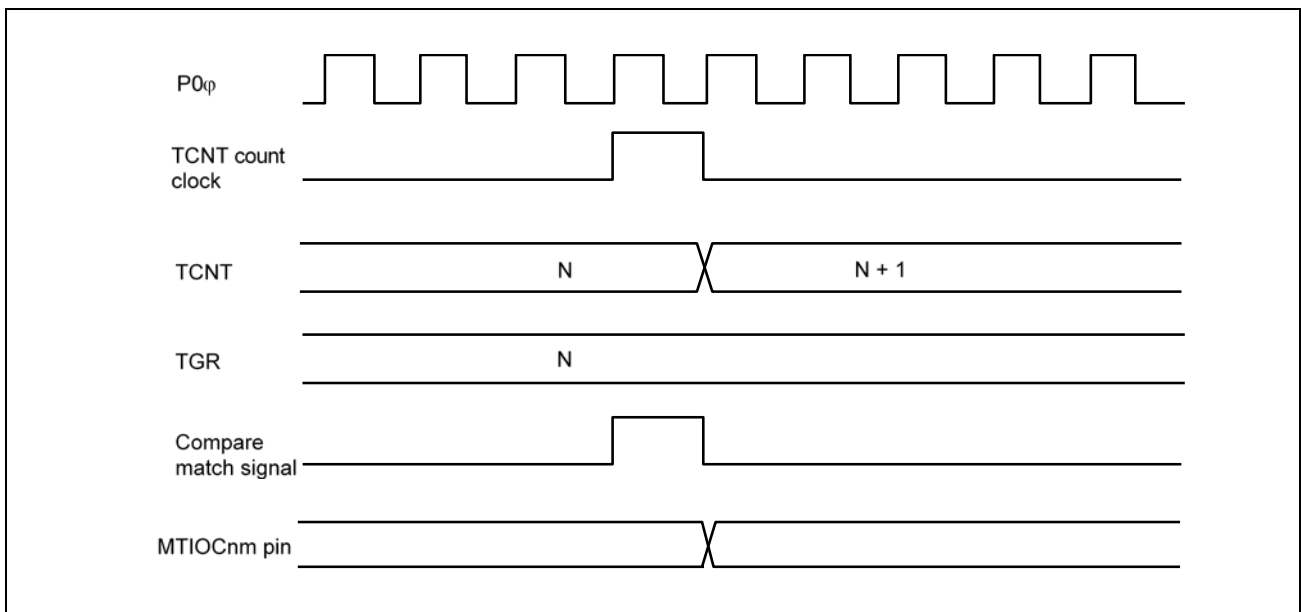 P0φ
TCNT count
clock
TCNT
N
N + 1
TGR
N
Compare
match signal
MTIOCnm pin